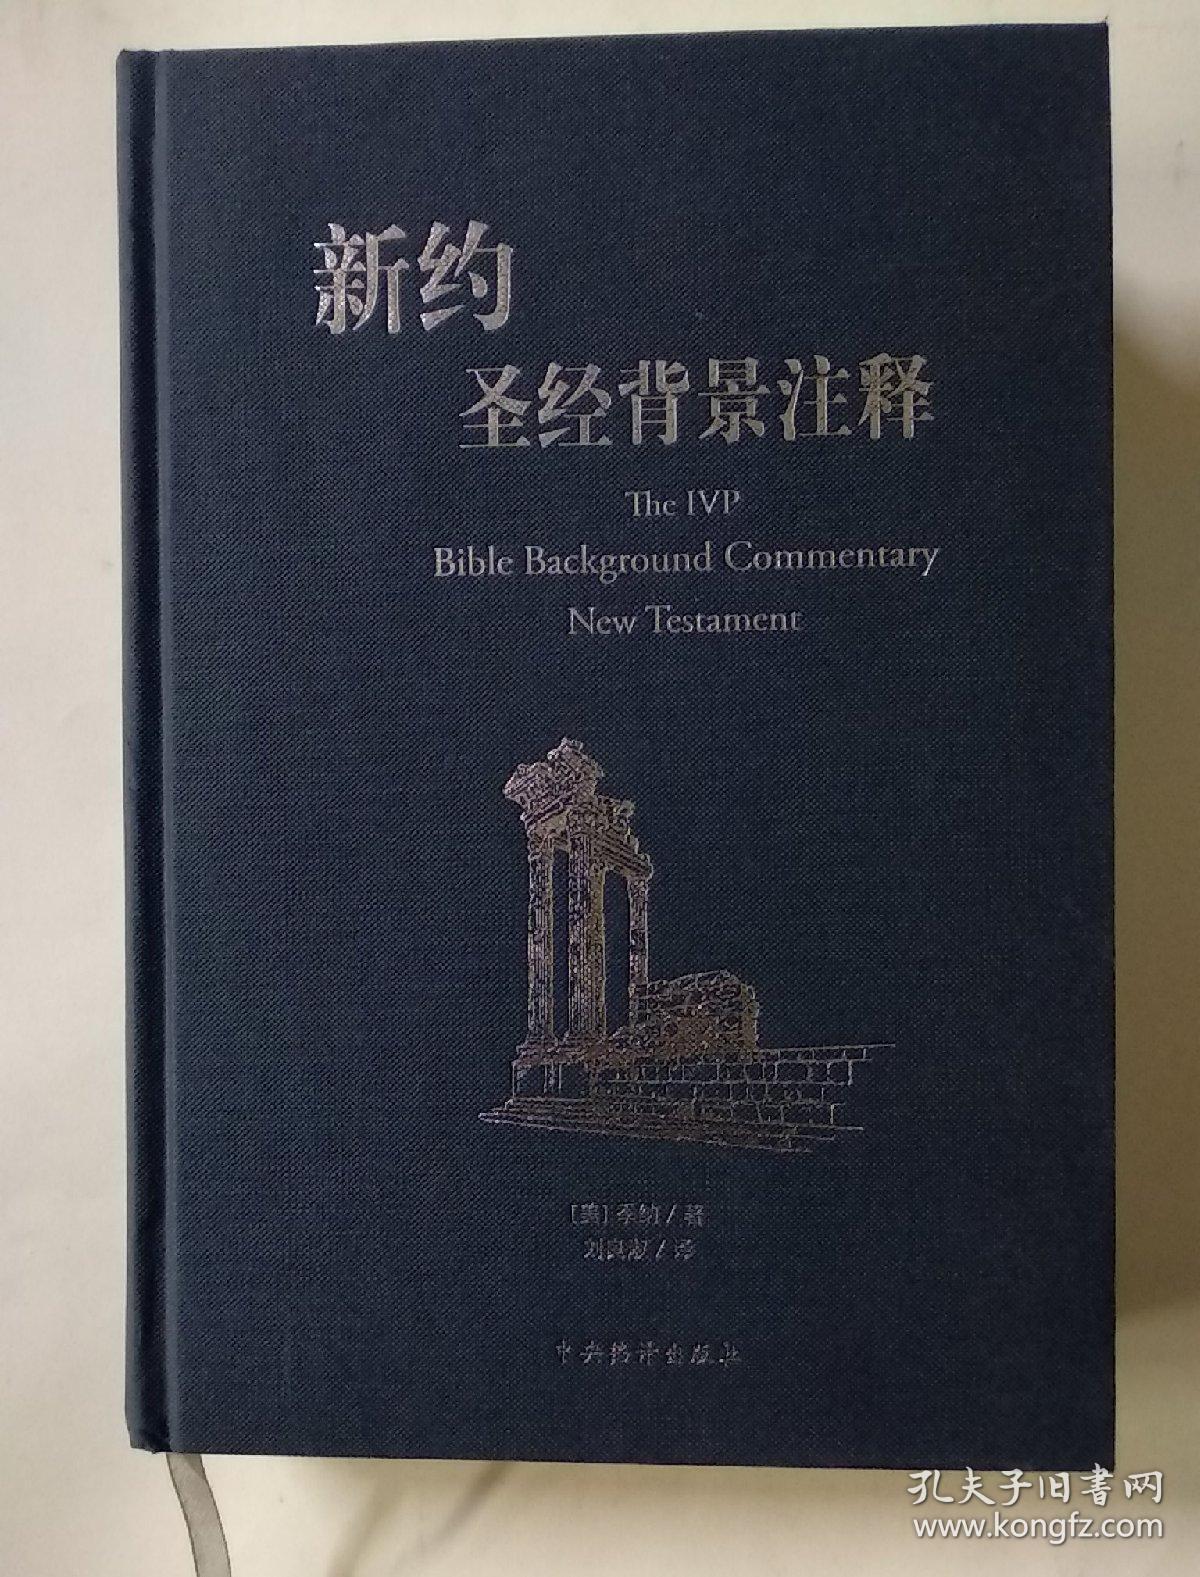 新约
圣经背景注释
The IVP
Bible Background Commentary
New Testament
[美]季纳/著
刘良淑/译
中央编译出版社
孔夫子旧书网
www.kongfz.com